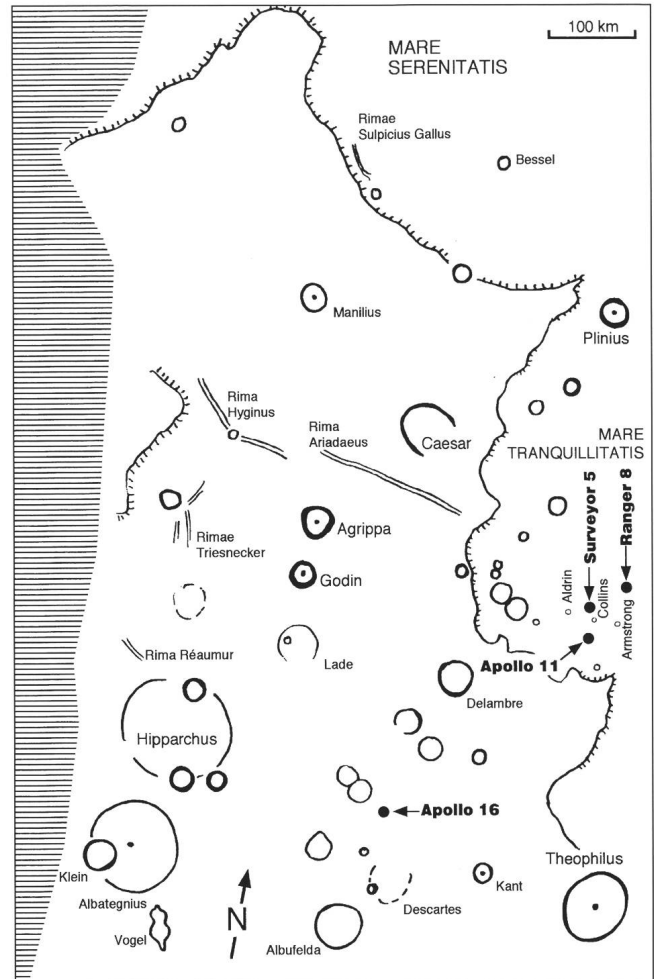 100 km
MARE
SERENITATIS
Rimae
Sulpicius Gallus
Bessel
Manilius
Plinius
Rima
Hyginus
Rima
Ariadaeus
Caesar
MARE
TRANQUILLITATIS
Surveyor 5
Ranger 8
Agrippa
Rimae
Triesnecker
Godin
Aldrin
Collins
Armstrong
Rima Réaumur
Lade
Apollo 11
Delambre
Hipparchus
Apollo 16
Klein
Albategnius
Theophilus
Kant
Descartes
N
Vogel
Albufelda